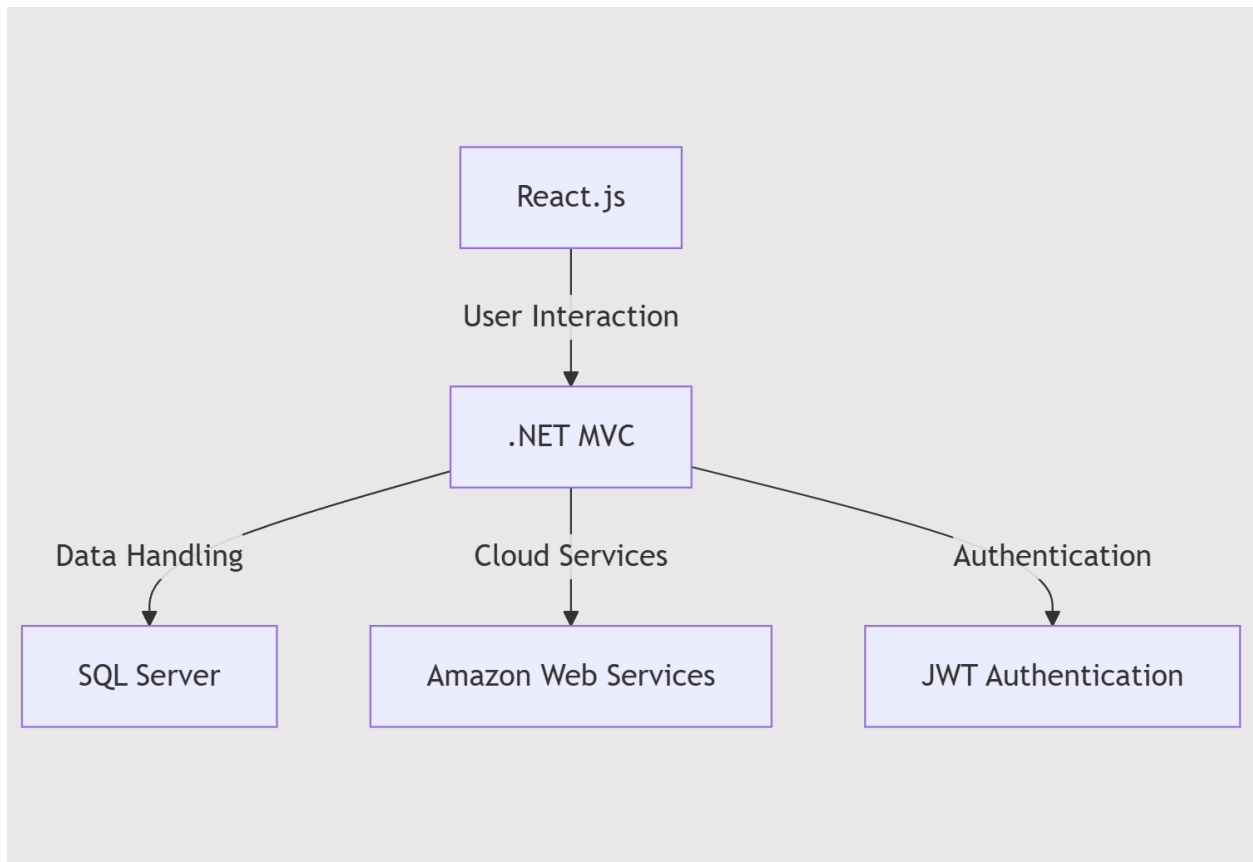 React.js
User Interaction
.NET MVC
Data Handling
Cloud Services
Authentication
SQL Server
Amazon Web Services
JWT Authentication